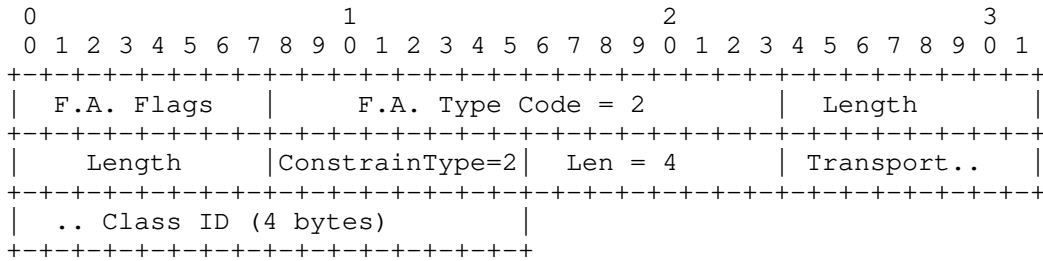 0                   1                   2                   3
 0 1 2 3 4 5 6 7 8 9 0 1 2 3 4 5 6 7 8 9 0 1 2 3 4 5 6 7 8 9 0 1
+-+-+-+-+-+-+-+-+-+-+-+-+-+-+-+-+-+-+-+-+-+-+-+-+-+-+-+-+-+-+-+-+
|  F.A. Flags   |     F.A. Type Code = 2        |  Length       |
+-+-+-+-+-+-+-+-+-+-+-+-+-+-+-+-+-+-+-+-+-+-+-+-+-+-+-+-+-+-+-+-+
|    Length     |ConstrainType=2|  Len = 4      | Transport..   |
+-+-+-+-+-+-+-+-+-+-+-+-+-+-+-+-+-+-+-+-+-+-+-+-+-+-+-+-+-+-+-+-+
|  .. Class ID (4 bytes)        |
+-+-+-+-+-+-+-+-+-+-+-+-+-+-+-+-+